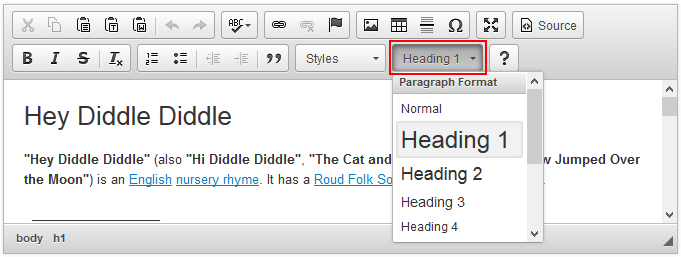 ABC
Ω
Source
B I S Tx
Styles
Heading 1
?
Paragraph Format
Normal
Heading 1
Heading 2
Heading 3
Heading 4
Hey Diddle Diddle
"Hey Diddle Diddle" (also "Hi Diddle Diddle", "The Cat and
w Jumped Over
the Moon") is an English nursery rhyme. It has a Roud Folk So
body h1